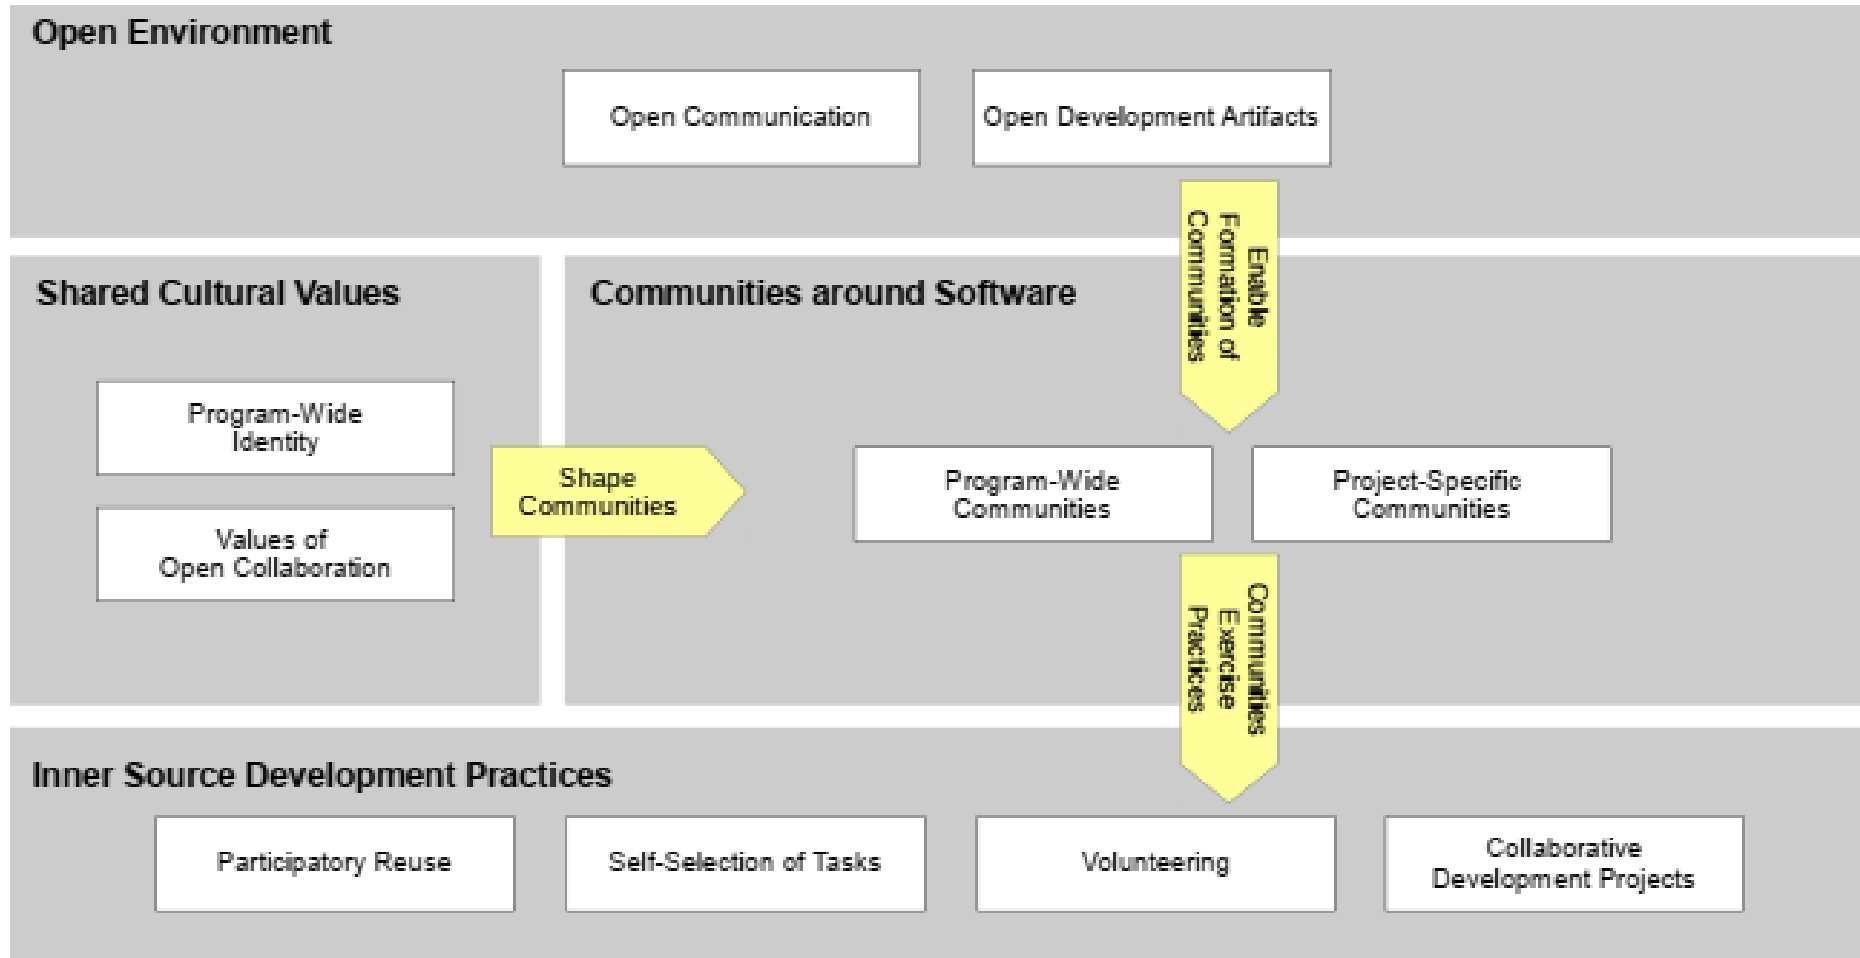 Open Environment
Open Communication
Open Development Artifacts
Enable
Formation of
Communities
Shared Cultural Values
Program-Wide
Identity
Values of
Open Collaboration
Shape
Communities
Communities around Software
Program-Wide
Communities
Project-Specific
Communities
Communities
Exercise
Practices
Inner Source Development Practices
Participatory Reuse
Self-Selection of Tasks
Volunteering
Collaborative
Development Projects